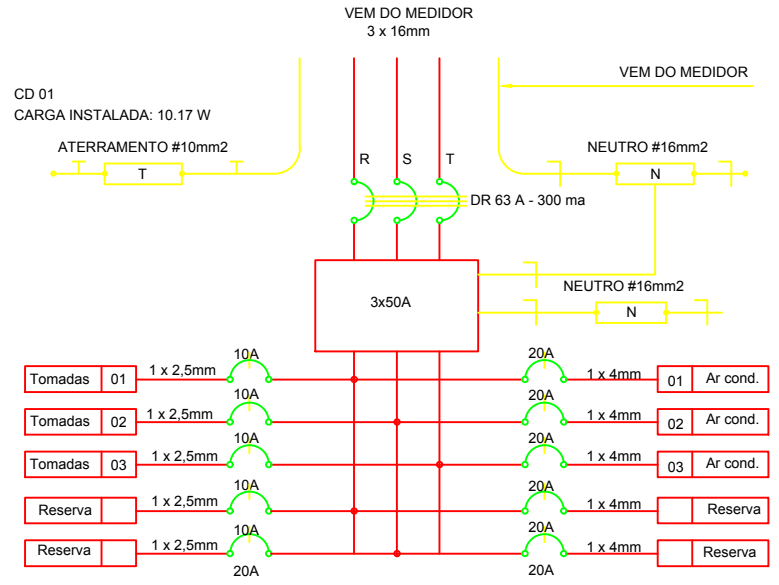 VEM DO MEDIDOR
3 x 16mm
VEM DO MEDIDOR
CD 01
CARGA INSTALADA: 10.17 W
ATERRAMENTO #10mm2
T
R S T
NEUTRO #16mm2
N
DR 63 A - 300 ma
3x50A
NEUTRO #16mm2
N
Tomadas 01 1 x 2,5mm 10A 20A 1 x 4mm 01 Ar cond.
Tomadas 02 1 x 2,5mm 10A 20A 1 x 4mm 02 Ar cond.
Tomadas 03 1 x 2,5mm 10A 20A 1 x 4mm 03 Ar cond.
Reserva 1 x 2,5mm 10A 20A 1 x 4mm Reserva
Reserva 1 x 2,5mm 10A 20A 1 x 4mm Reserva
20A 20A